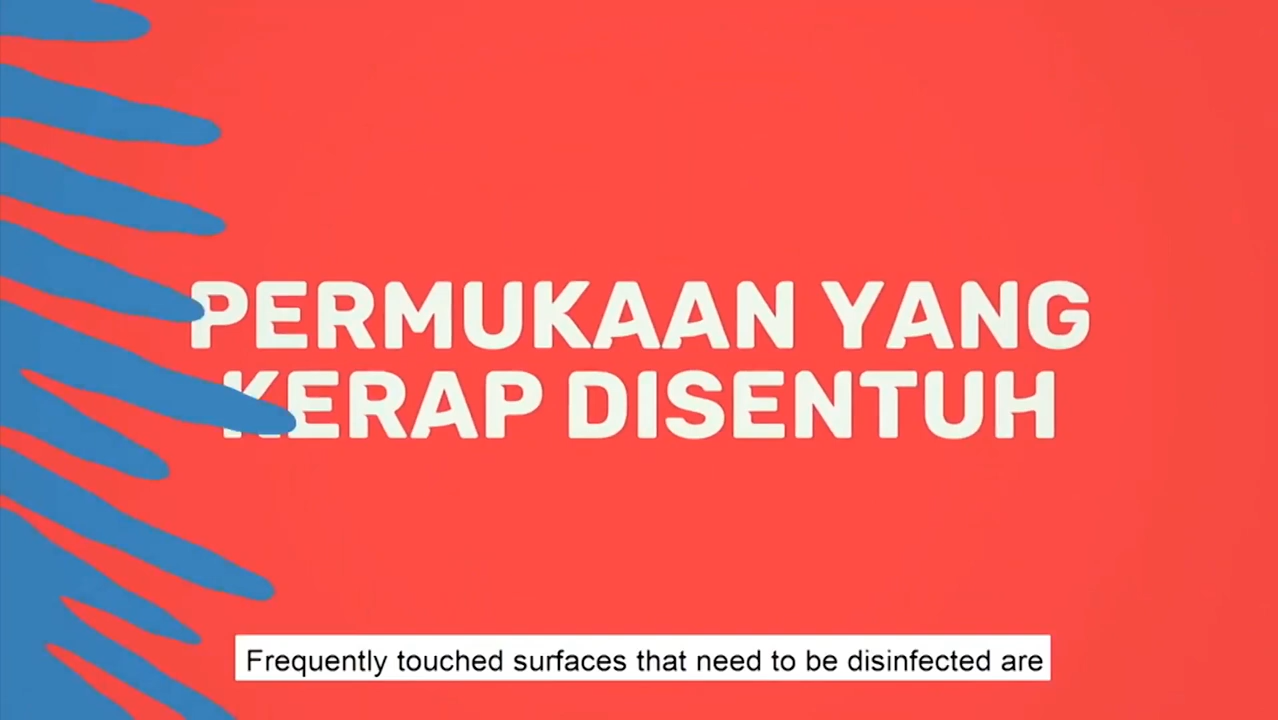 PERMUKAAN YANG
KERAP DISENTUH
Frequently touched surfaces that need to be disinfected are